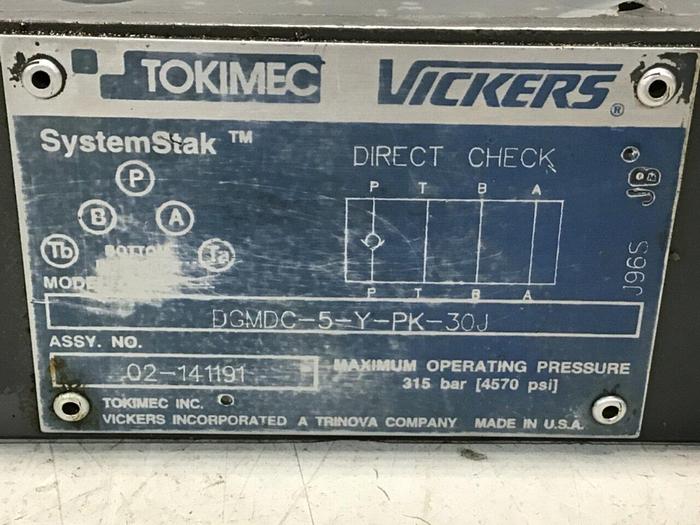 TOKIMEC VICKERS ®
SystemStak ™
DIRECT CHECK
P
B A
Tb BOTTOM Ta
P T B A
P T B A
JB
J96S
MODEL
DGMDC-5-Y-PK-30J
ASSY. NO.
02-141191
MAXIMUM OPERATING PRESSURE
315 bar [4570 psi]
TOKIMEC INC.
VICKERS INCORPORATED A TRINOVA COMPANY MADE IN U.S.A.